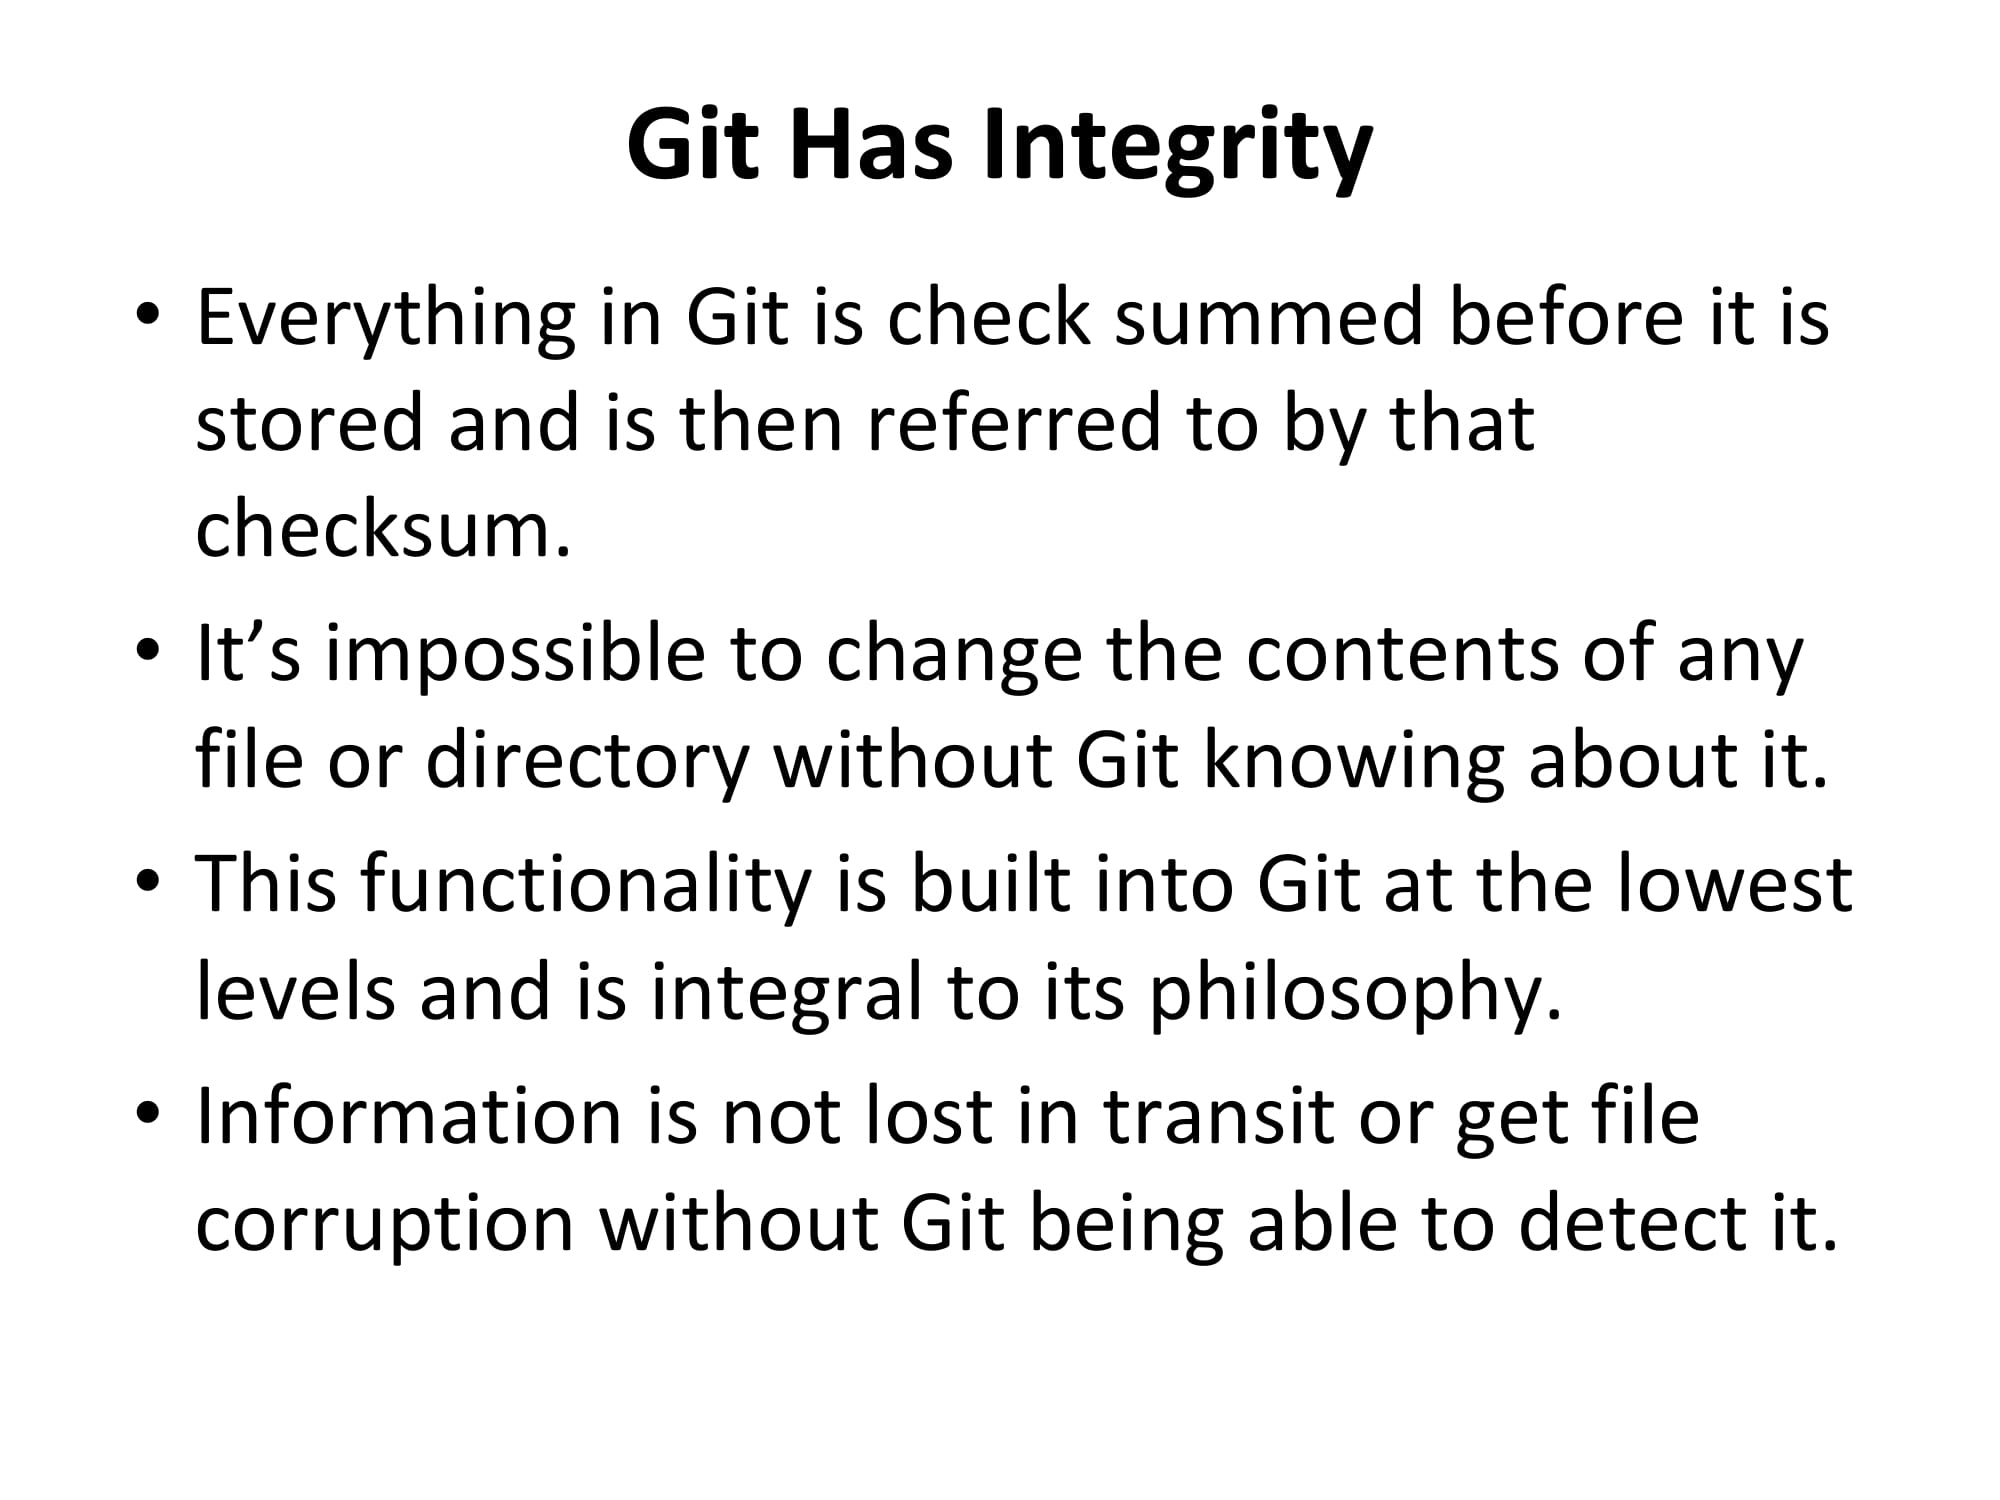 Git Has Integrity
• Everything in Git is check summed before it is
stored and is then referred to by that
checksum.
• It’s impossible to change the contents of any
file or directory without Git knowing about it.
• This functionality is built into Git at the lowest
levels and is integral to its philosophy.
• Information is not lost in transit or get file
corruption without Git being able to detect it.